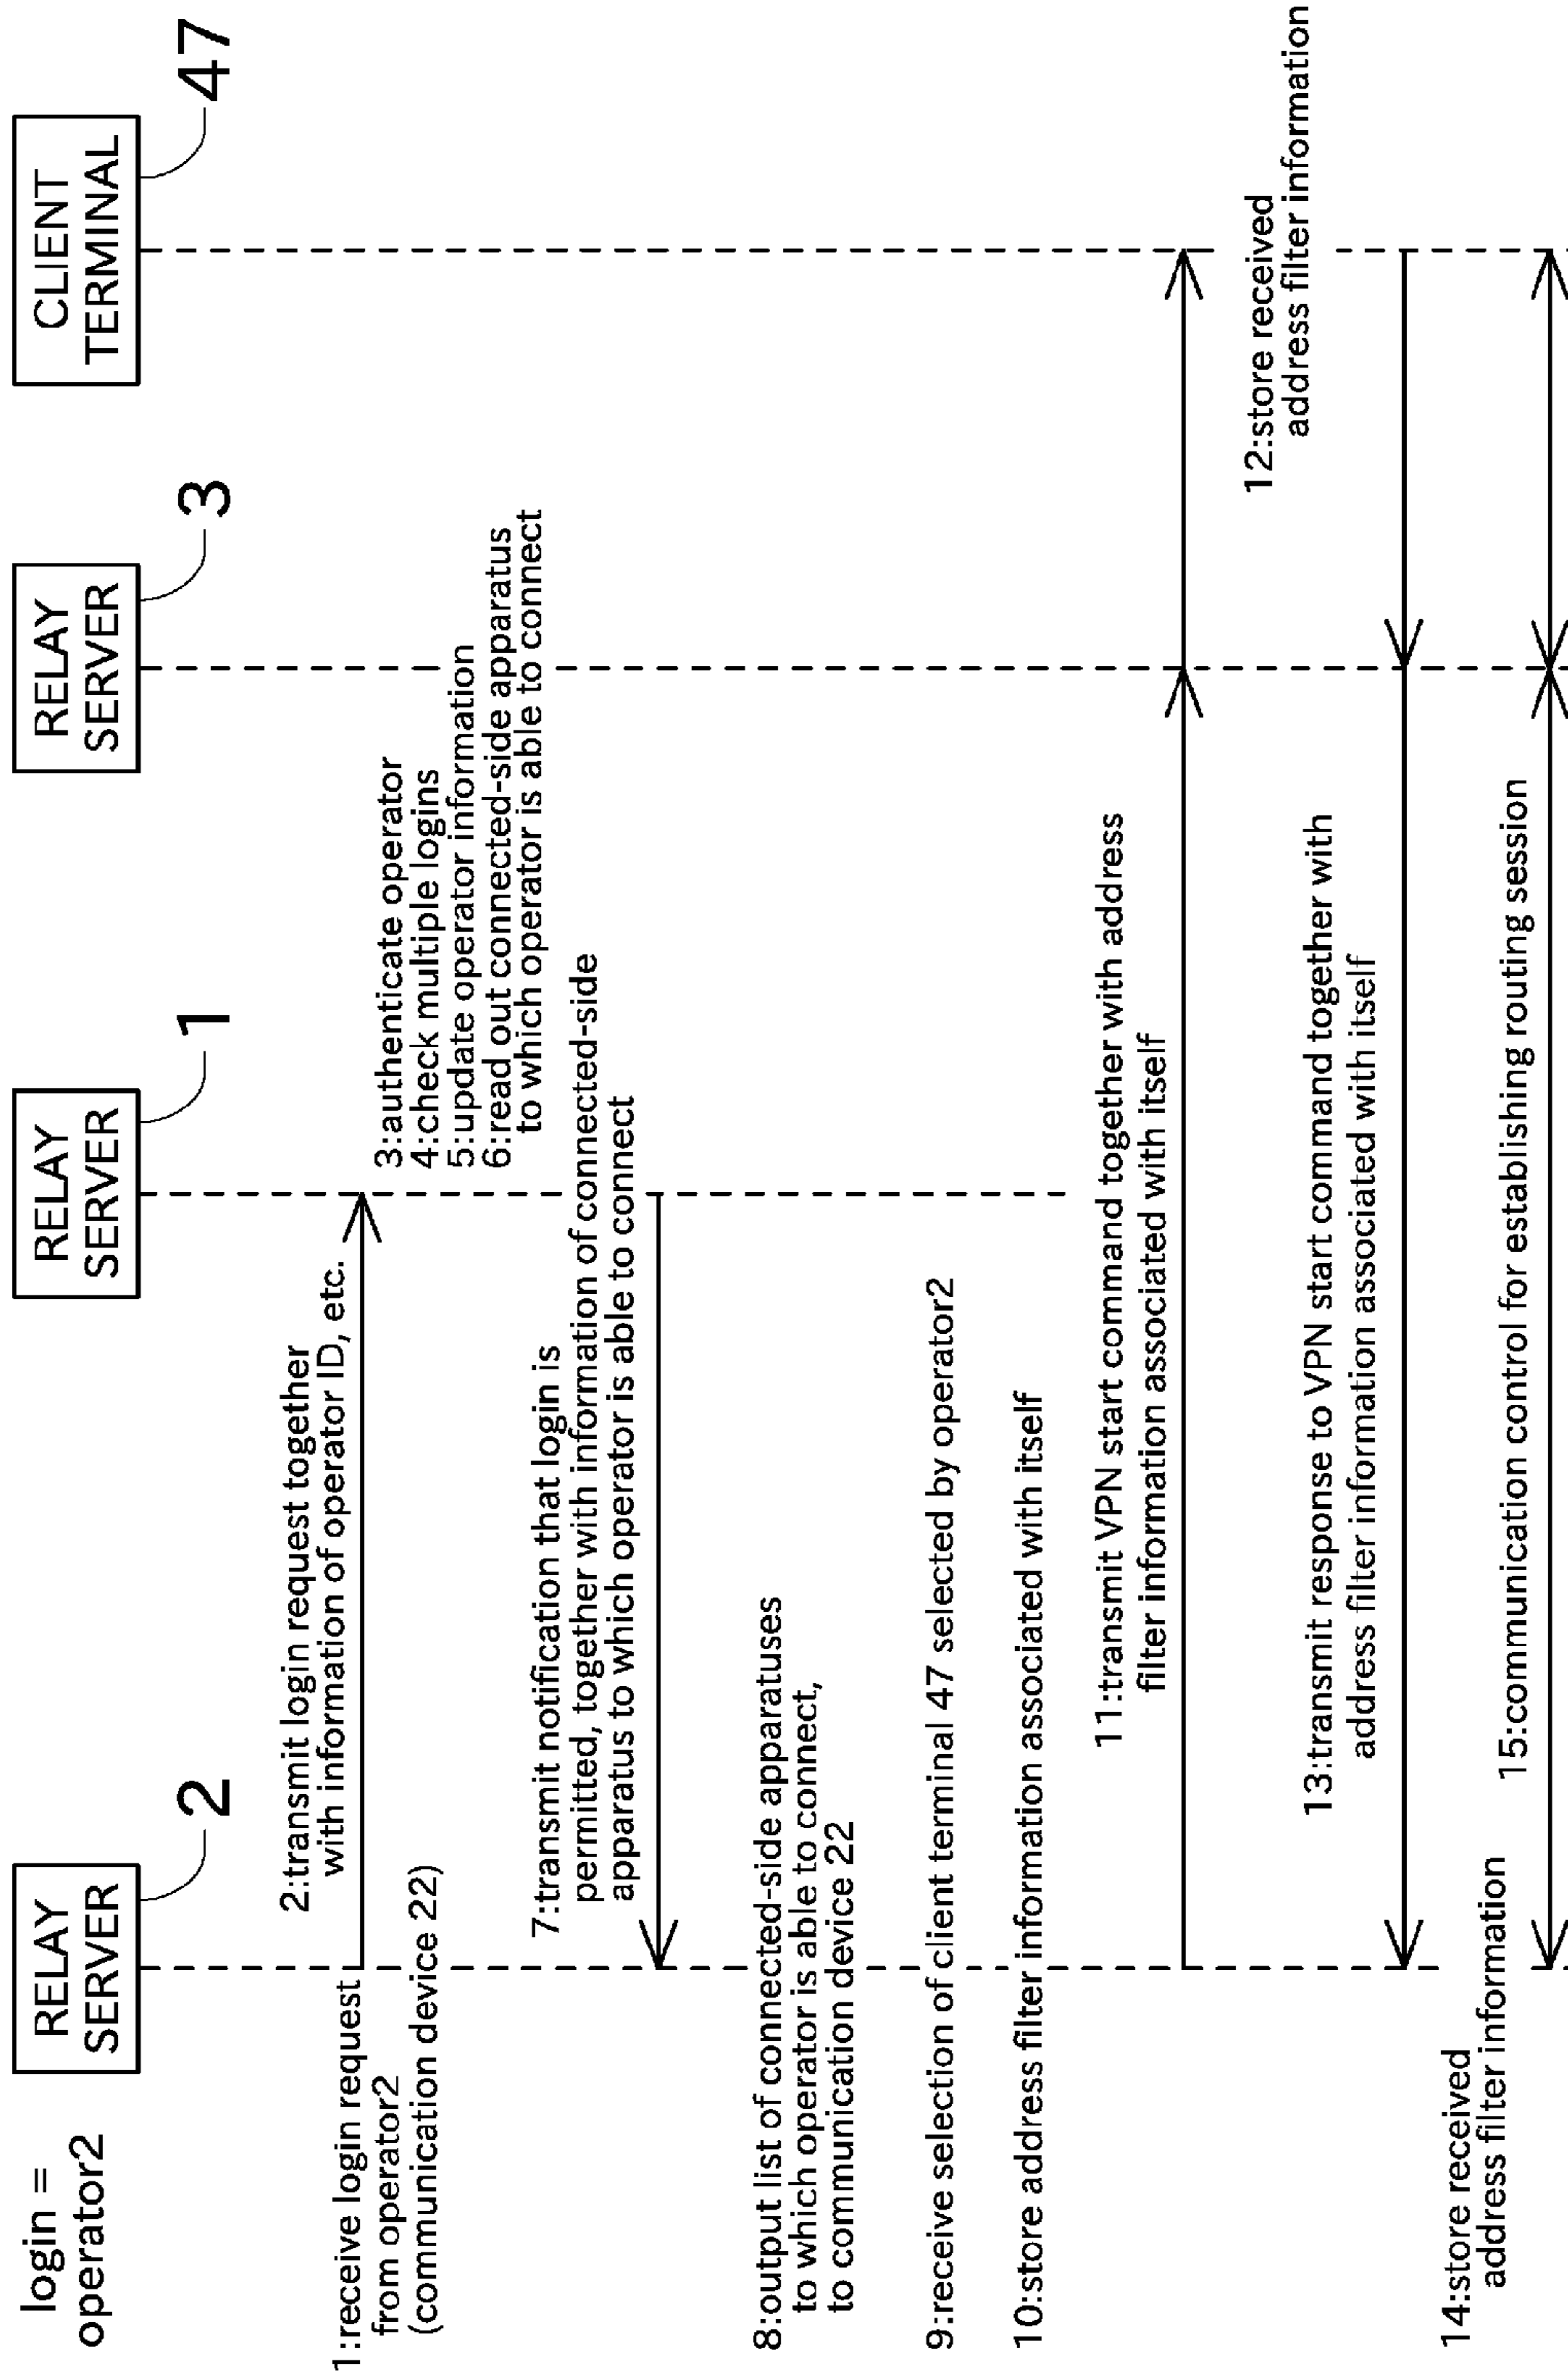 login =
operator2
RELAY
SERVER
2
RELAY
SERVER
1
RELAY
SERVER
3
CLIENT
TERMINAL
47
1:receive login request
from operator2
(communication device 22)
2:transmit login request together
with information of operator ID, etc.
3:authenticate operator
4:check multiple logins
5:update operator information
6:read out connected-side apparatus
to which operator is able to connect
7:transmit notification that login is
permitted, together with information of connected-side
apparatus to which operator is able to connect
8:output list of connected-side apparatuses
to which operator is able to connect,
to communication device 22
9:receive selection of client terminal 47 selected by operator2
10:store address filter information associated with itself
11:transmit VPN start command together with address
filter information associated with itself
12:store received
address filter information
13:transmit response to VPN start command together with
address filter information associated with itself
14:store received
address filter information
15:communication control for establishing routing session